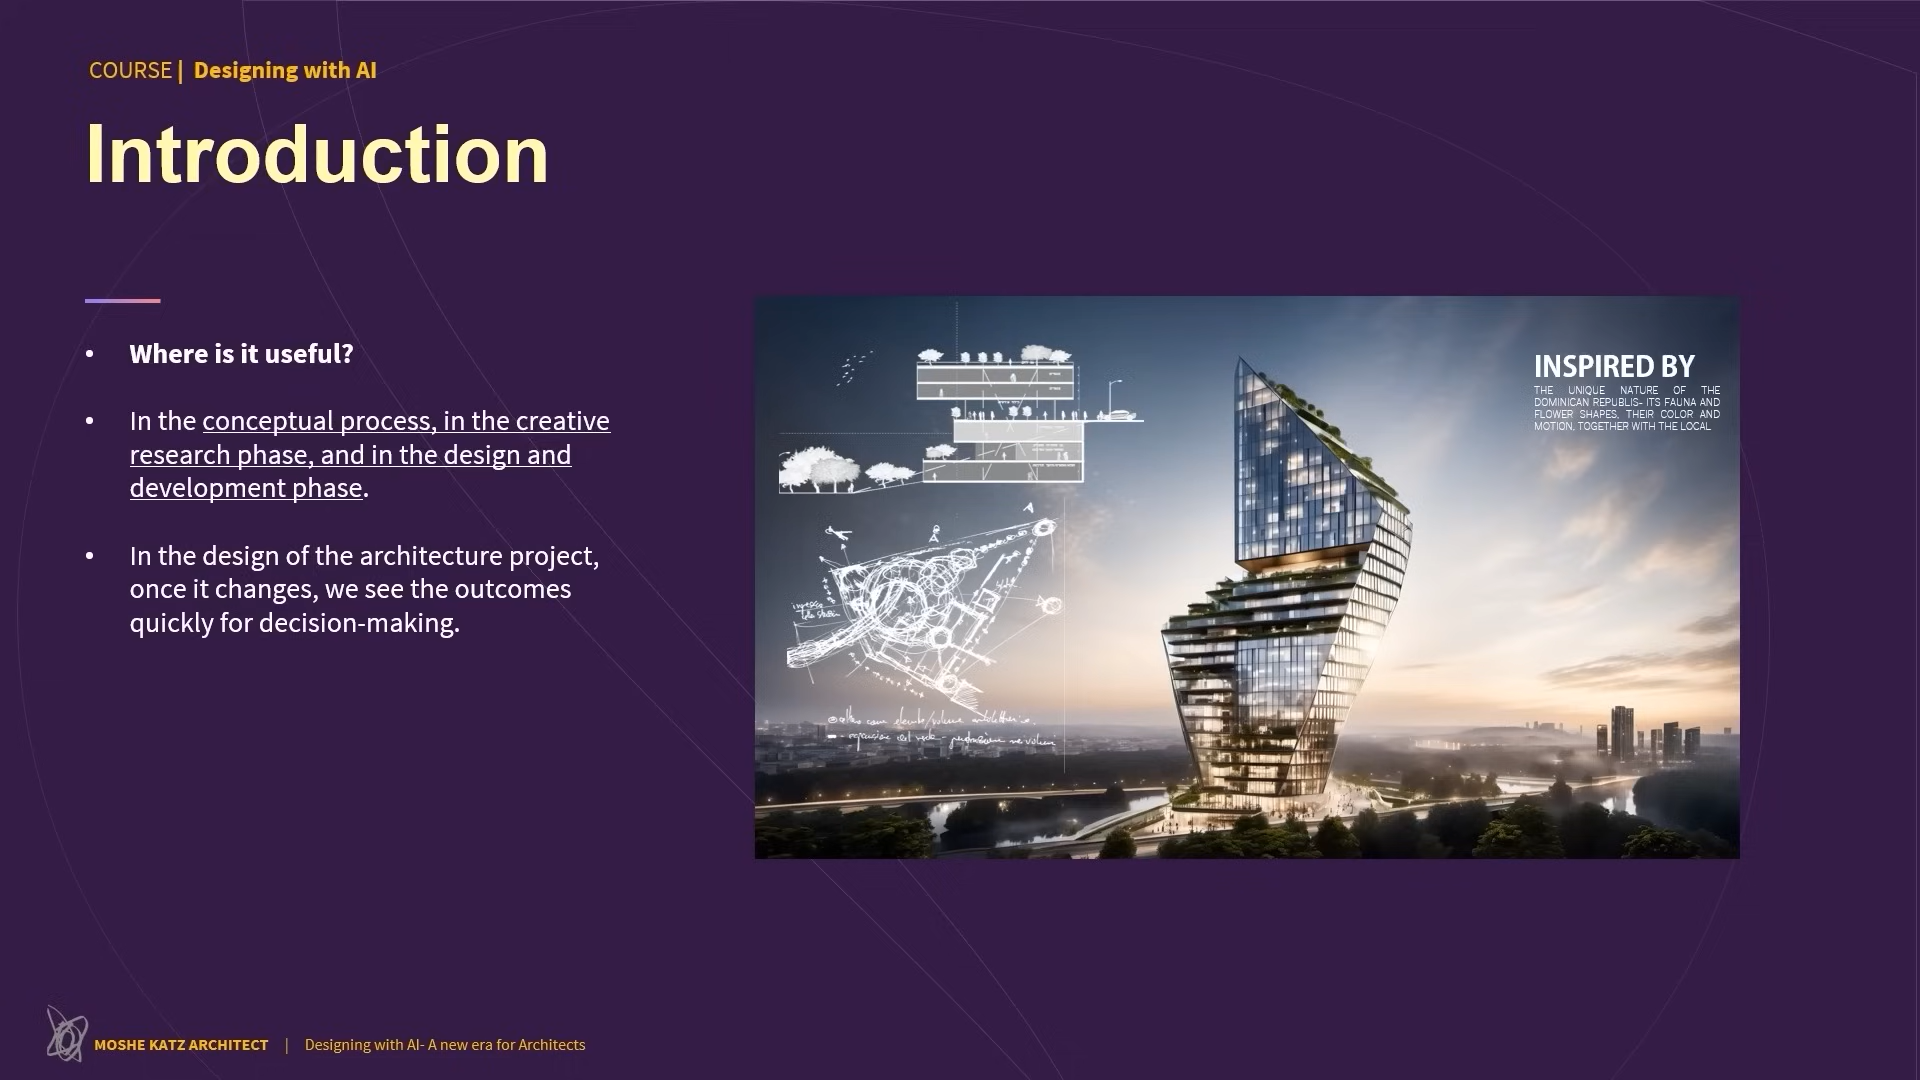 COURSE | Designing with AI
Introduction
• Where is it useful?
• In the conceptual process, in the creative
research phase, and in the design and
development phase.
• In the design of the architecture project,
once it changes, we see the outcomes
quickly for decision-making.
INSPIRED BY
THE UNIQUE NATURE OF THE
DOMINICAN REPUBLIS- ITS FAUNA AND
FLOWER SHAPES, THEIR COLOR AND
MOTION, TOGETHER WITH THE LOCAL
MOSHE KATZ ARCHITECT | Designing with AI- A new era for Architects